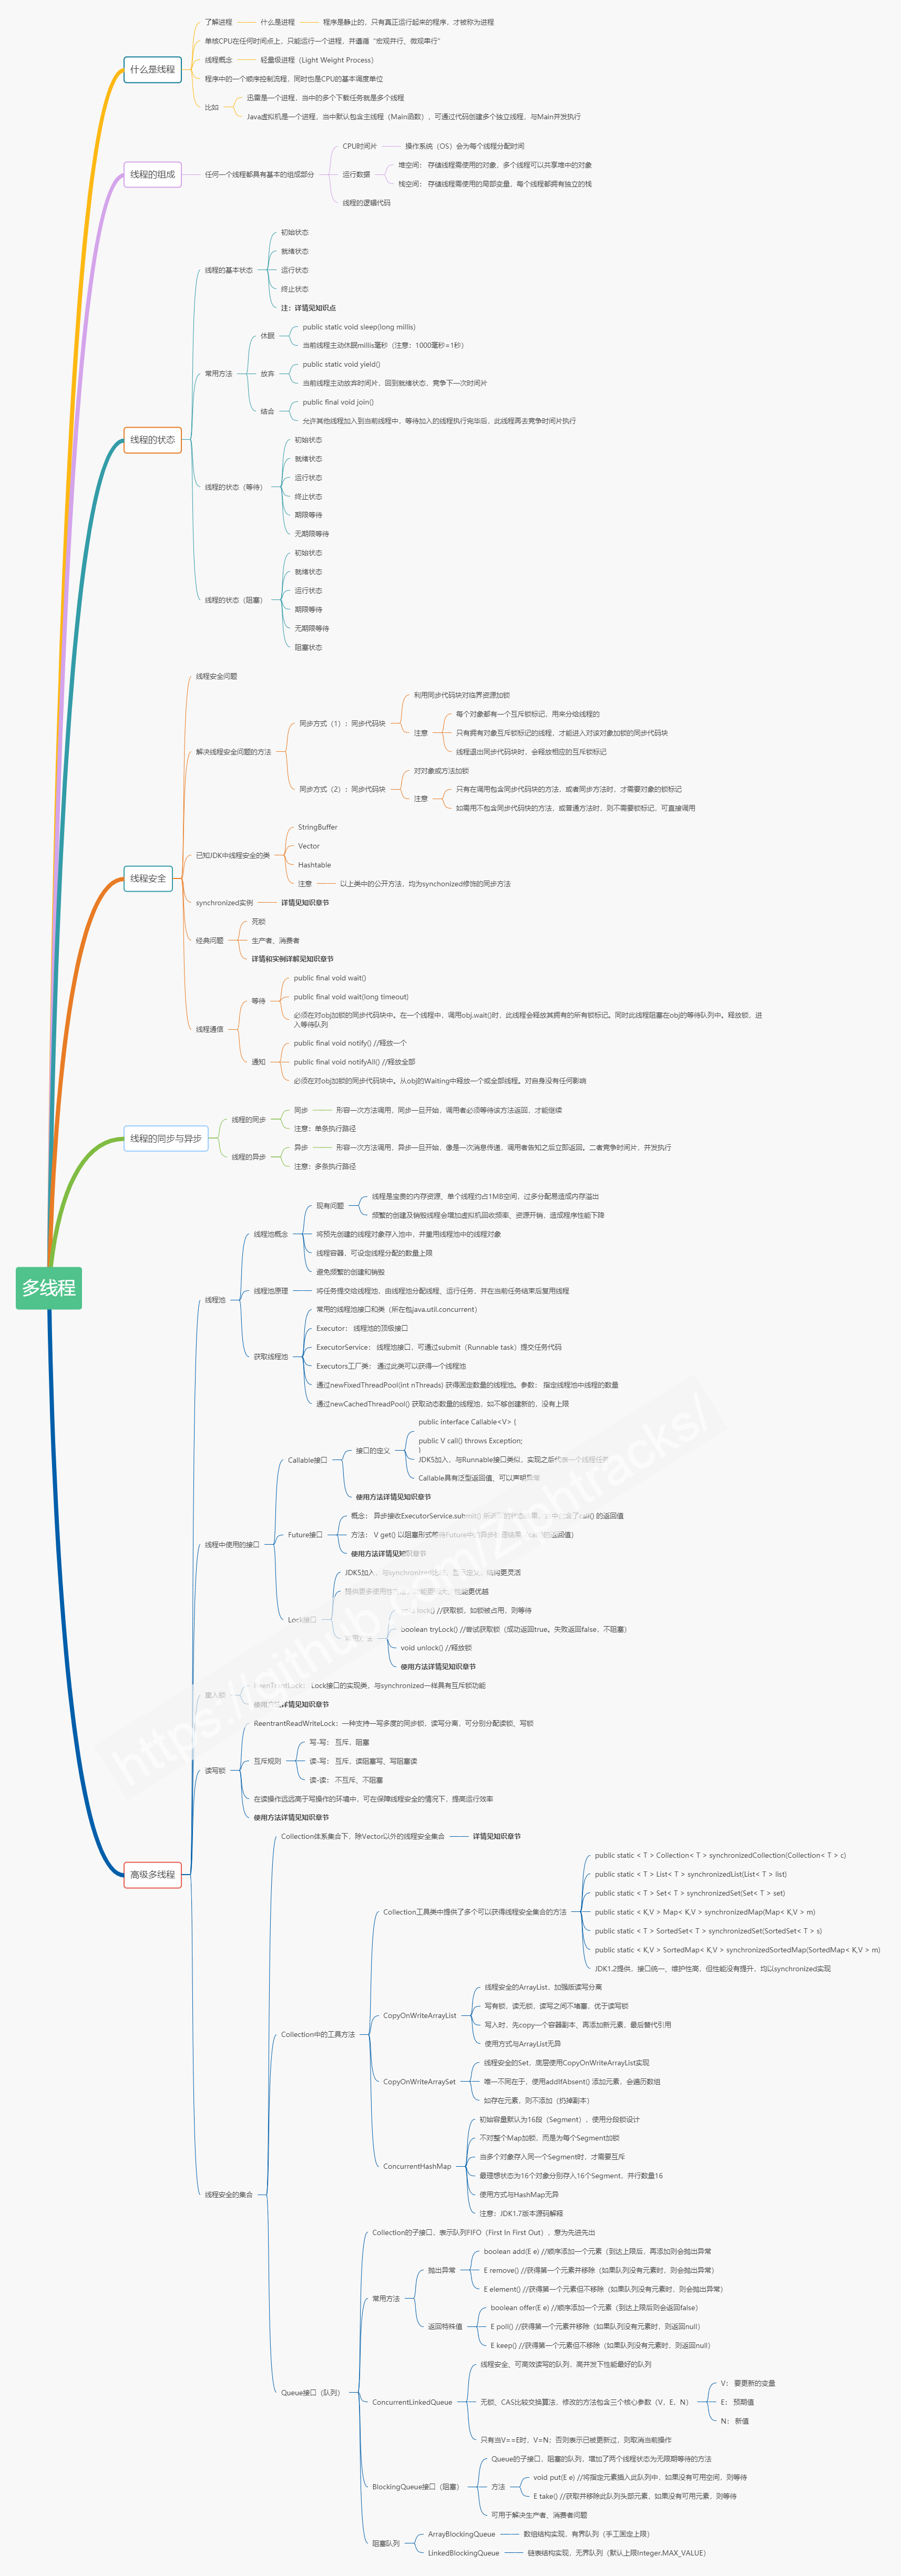 多线程
什么是线程
了解进程
什么是进程
程序是静止的，只有真正运行起来的程序，才被称为进程
单核CPU在任何时间点上，只能运行一个进程，并遵循“宏观并行、微观串行”
线程概念
轻量级进程（Light Weight Process）
程序中的一个顺序控制流程，同时也是CPU的基本调度单位
比如
迅雷是一个进程，当中的多个下载任务就是多个线程
Java虚拟机是一个进程，当中默认包含主线程（Main函数），可通过代码创建多个独立线程，与Main并发执行
线程的组成
任何一个线程都具有基本的组成部分
CPU时间片
操作系统（OS）会为每个线程分配时间
运行数据
堆空间： 存储线程需使用的对象，多个线程可以共享堆中的对象
栈空间： 存储线程需使用的局部变量，每个线程都拥有独立的栈
线程的逻辑代码
线程的状态
线程的基本状态
初始状态
就绪状态
运行状态
终止状态
注：详情见知识点
常用方法
休眠
public static void sleep(long millis)
当前线程主动休眠millis毫秒（注意：1000毫秒=1秒）
放弃
public static void yield()
当前线程主动放弃时间片，回到就绪状态，竞争下一次时间片
结合
public final void join()
允许其他线程加入到当前线程中，等待加入的线程执行完毕后，此线程再去竞争时间片执行
线程的状态（等待）
初始状态
就绪状态
运行状态
终止状态
期限等待
无期限等待
线程的状态（阻塞）
初始状态
就绪状态
运行状态
期限等待
无期限等待
阻塞状态
线程安全
线程安全问题
解决线程安全问题的方法
同步方式（1）：同步代码块
利用同步代码块对临界资源加锁
注意
每个对象都有一个互斥锁标记，用来分给线程的
只有拥有对象互斥锁标记的线程，才能进入对该对象加锁的同步代码块
线程退出同步代码块时，会释放相应的互斥锁标记
同步方式（2）：同步代码块
对对象或方法加锁
注意
只有在调用包含同步代码块的方法，或者同步方法时，才需要对象的锁标记
如需用不包含同步代码快的方法，或普通方法时，则不需要锁标记，可直接调用
已知JDK中线程安全的类
StringBuffer
Vector
Hashtable
注意
以上类中的公开方法，均为synchonized修饰的同步方法
synchronized实例
详情见知识章节
经典问题
死锁
生产者、消费者
详情和实例详解见知识章节
线程通信
等待
public final void wait()
public final void wait(long timeout)
必须在对obj加锁的同步代码块中。在一个线程中，调用obj.wait()时，此线程会释放其拥有的所有锁标记。同时此线程阻塞在obj的等待队列中。释放锁，进
入等待队列
通知
public final void notify() //释放一个
public final void notifyAll() //释放全部
必须在对obj加锁的同步代码块中。从obj的Waiting中释放一个或全部线程。对自身没有任何影响
线程的同步与异步
线程的同步
同步
形容一次方法调用，同步一旦开始，调用者必须等待该方法返回，才能继续
注意：单条执行路径
线程的异步
异步
形容一次方法调用，异步一旦开始，像是一次消息传递，调用者告知之后立即返回。二者竞争时间片，并发执行
注意：多条执行路径
高级多线程
线程池
线程池概念
现有问题
线程是宝贵的内存资源、单个线程约占1MB空间，过多分配易造成内存溢出
频繁的创建及销毁线程会增加虚拟机回收频率、资源开销，造成程序性能下降
将预先创建的线程对象存入池中，并重用线程池中的线程对象
线程容器，可设定线程分配的数量上限
避免频繁的创建和销毁
线程池原理
将任务提交给线程池，由线程池分配线程、运行任务，并在当前任务结束后复用线程
获取线程池
常用的线程池接口和类（所在包java.util.concurrent）
Executor： 线程池的顶级接口
ExecutorService： 线程池接口，可通过submit（Runnable task）提交任务代码
Executors工厂类： 通过此类可以获得一个线程池
通过newFixedThreadPool(int nThreads) 获得固定数量的线程池。参数： 指定线程池中线程的数量
通过newCachedThreadPool() 获取动态数量的线程池，如不够创建新的，没有上限
线程中使用的接口
Callable接口
接口的定义
public interface Callable<V> {
public V call() throws Exception;
}
JDK5加入，与Runnable接口类似，实现之后代表一个线程任务
Callable具有泛型返回值、可以声明异常
使用方法详情见知识章节
Future接口
概念： 异步接收ExecutorService.submit() 所返回的状态结果，当中包含了call() 的返回值
方法： V get() 以阻塞形式等待Future中的异步处理结果（call()的返回值）
使用方法详情见知识章节
Lock接口
JDK5加入，与synchronized比较，显示定义，结构更灵活
提供更多使用性方法，功能更强大、性能更优越
常用方法
void lock() //获取锁，如锁被占用，则等待
boolean tryLock() //尝试获取锁（成功返回true。失败返回false，不阻塞）
void unlock() //释放锁
使用方法详情见知识章节
重入锁
ReenTrantLock： Lock接口的实现类，与synchronized一样具有互斥锁功能
使用方法详情见知识章节
读写锁
ReentrantReadWriteLock：一种支持一写多度的同步锁，读写分离，可分别分配读锁、写锁
互斥规则
写-写： 互斥，阻塞
读-写： 互斥，读阻塞写、写阻塞读
读-读： 不互斥、不阻塞
在读操作远远高于写操作的环境中，可在保障线程安全的情况下，提高运行效率
使用方法详情见知识章节
线程安全的集合
Collection体系集合下，除Vector以外的线程安全集合
详情见知识章节
Collection中的工具方法
Collection工具类中提供了多个可以获得线程安全集合的方法
public static < T > Collection< T > synchronizedCollection(Collection< T > c)
public static < T > List< T > synchronizedList(List< T > list)
public static < T > Set< T > synchronizedSet(Set< T > set)
public static < K,V > Map< K,V > synchronizedMap(Map< K,V > m)
public static < T > SortedSet< T > synchronizedSet(SortedSet< T > s)
public static < K,V > SortedMap< K,V > synchronizedSortedMap(SortedMap< K,V > m)
JDK1.2提供，接口统一、维护性高，但性能没有提升，均以synchronized实现
CopyOnWriteArrayList
线程安全的ArrayList，加强版读写分离
写有锁，读无锁，读写之间不堵塞，优于读写锁
写入时，先copy一个容器副本、再添加新元素，最后替代引用
使用方式与ArrayList无异
CopyOnWriteArraySet
线程安全的Set，底层使用CopyOnWriteArrayList实现
唯一不同在于，使用addIfAbsent() 添加元素，会遍历数组
如存在元素，则不添加（扔掉副本）
ConcurrentHashMap
初始容量默认为16段（Segment），使用分段锁设计
不对整个Map加锁，而是为每个Segment加锁
当多个对象存入同一个Segment时，才需要互斥
最理想状态为16个对象分别存入16个Segment，并行数量16
使用方式与HashMap无异
注意：JDK1.7版本源码解释
Queue接口（队列）
Collection的子接口，表示队列FIFO（First In First Out），意为先进先出
常用方法
抛出异常
boolean add(E e) //顺序添加一个元素（到达上限后，再添加则会抛出异常
E remove() //获得第一个元素并移除（如果队列没有元素时，则会抛出异常）
E element() //获得第一个元素但不移除（如果队列没有元素时，则会抛出异常）
返回特殊值
boolean offer(E e) //顺序添加一个元素（到达上限后则会返回false）
E poll() //获得第一个元素并移除（如果队列没有元素时，则返回null）
E keep() //获得第一个元素但不移除（如果队列没有元素时，则返回null）
ConcurrentLinkedQueue
线程安全、可高效读写的队列，高并发下性能最好的队列
无锁、CAS比较交换算法，修改的方法包含三个核心参数（V，E，N）
V： 要更新的变量
E： 预期值
N： 新值
只有当V==E时，V=N；否则表示已被更新过，则取消当前操作
BlockingQueue接口（阻塞）
Queue的子接口，阻塞的队列，增加了两个线程状态为无限期等待的方法
方法
void put(E e) //将指定元素插入此队列中，如果没有可用空间，则等待
E take() //获取并移除此队列头部元素，如果没有可用元素，则等待
可用于解决生产者、消费者问题
阻塞队列
ArrayBlockingQueue
数组结构实现，有界队列（手工固定上限）
LinkedBlockingQueue
链表结构实现，无界队列（默认上限Integer.MAX_VALUE）
https://github.com/Ziphtracks/